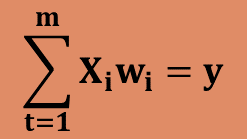 m
∑ Xᵢwᵢ = y
t=1